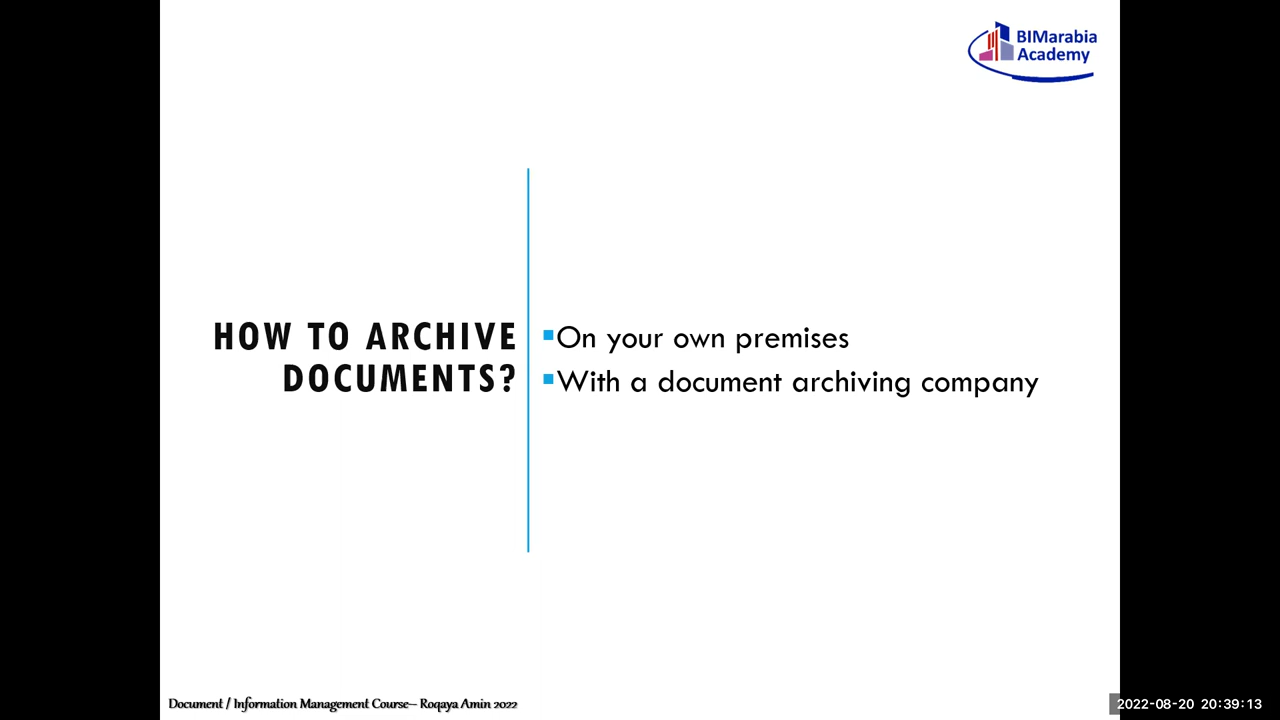 BIMarabia
Academy
HOW TO ARCHIVE
DOCUMENTS?
On your own premises
With a document archiving company
Document / Information Management Course– Roqaya Amin 2022
2022-08-20 20:39:13